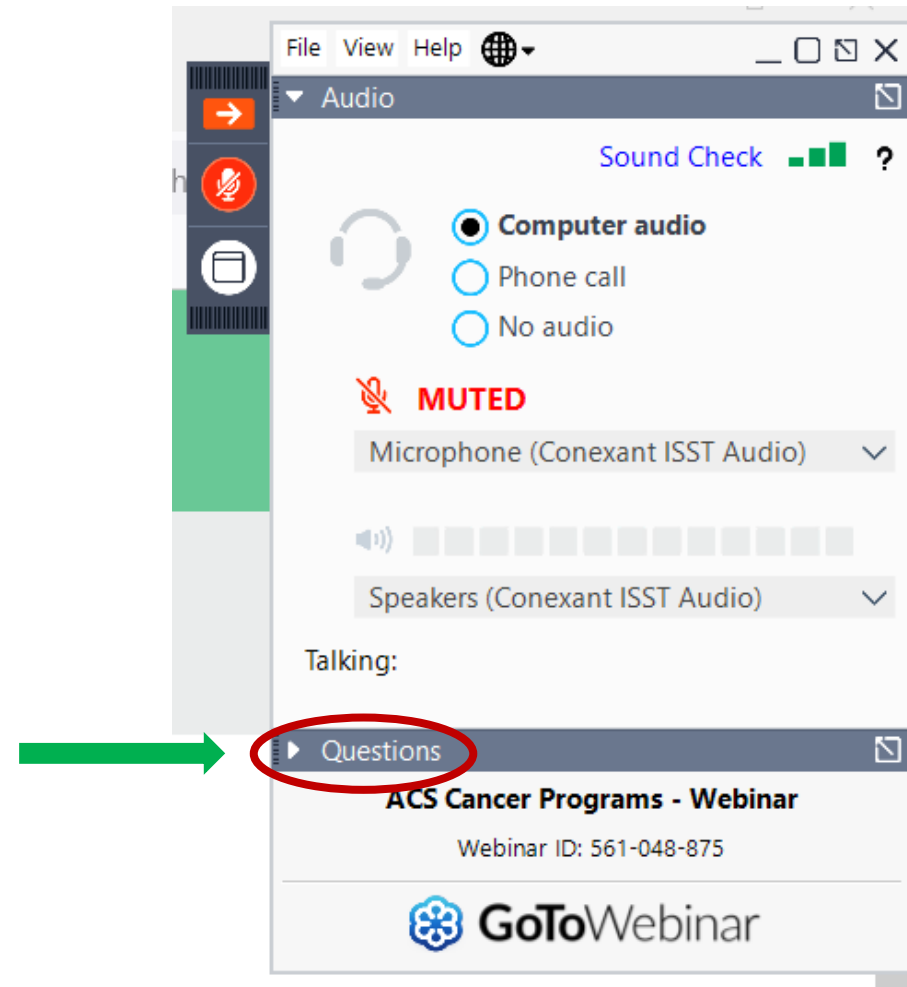 File View Help
Audio
Sound Check ?
h
Computer audio
Phone call
No audio
MUTED
Microphone (Conexant ISST Audio)
Speakers (Conexant ISST Audio)
Talking:
Questions
ACS Cancer Programs - Webinar
Webinar ID: 561-048-875
GoToWebinar